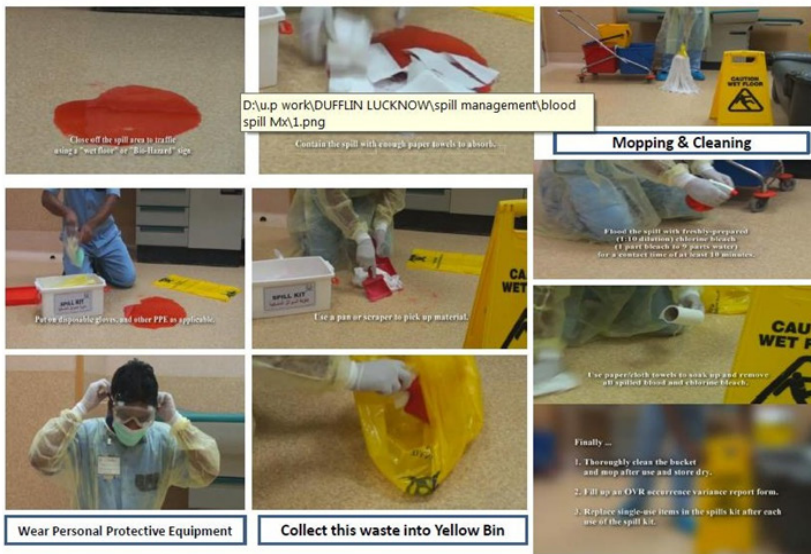 Close off the spill area to traffic
using a "wet floor" or "Bio-Hazard" sign
D:\u.p work\DUFFLIN LUCKNOW\spill management\blood
spill Mx\1.png
Contain the spill with enough paper towels to absorb.
CAUTION
WET FLOOR
Mopping & Cleaning
SPILL KIT
Put on disposable gloves, and other PPE as applicable.
SPILL KIT
CAU
WET F
Use a pan or scraper to pick up material.
Flood the spill with freshly-prepared
(1:10 dilution) chlorine bleach
(1 part bleach to 9 parts water)
for a contact time of at least 10 minutes.
CAU
WET F
Use paper/cloth towels to soak up and remove
all spilled blood and chlorine bleach.
Wear Personal Protective Equipment
Collect this waste into Yellow Bin
Finally ...
1. Thoroughly clean the bucket
and mop after use and store dry.
2. Fill up an OVR occurrence variance report form.
3. Replace single-use items in the spills kit after each
use of the spill kit.